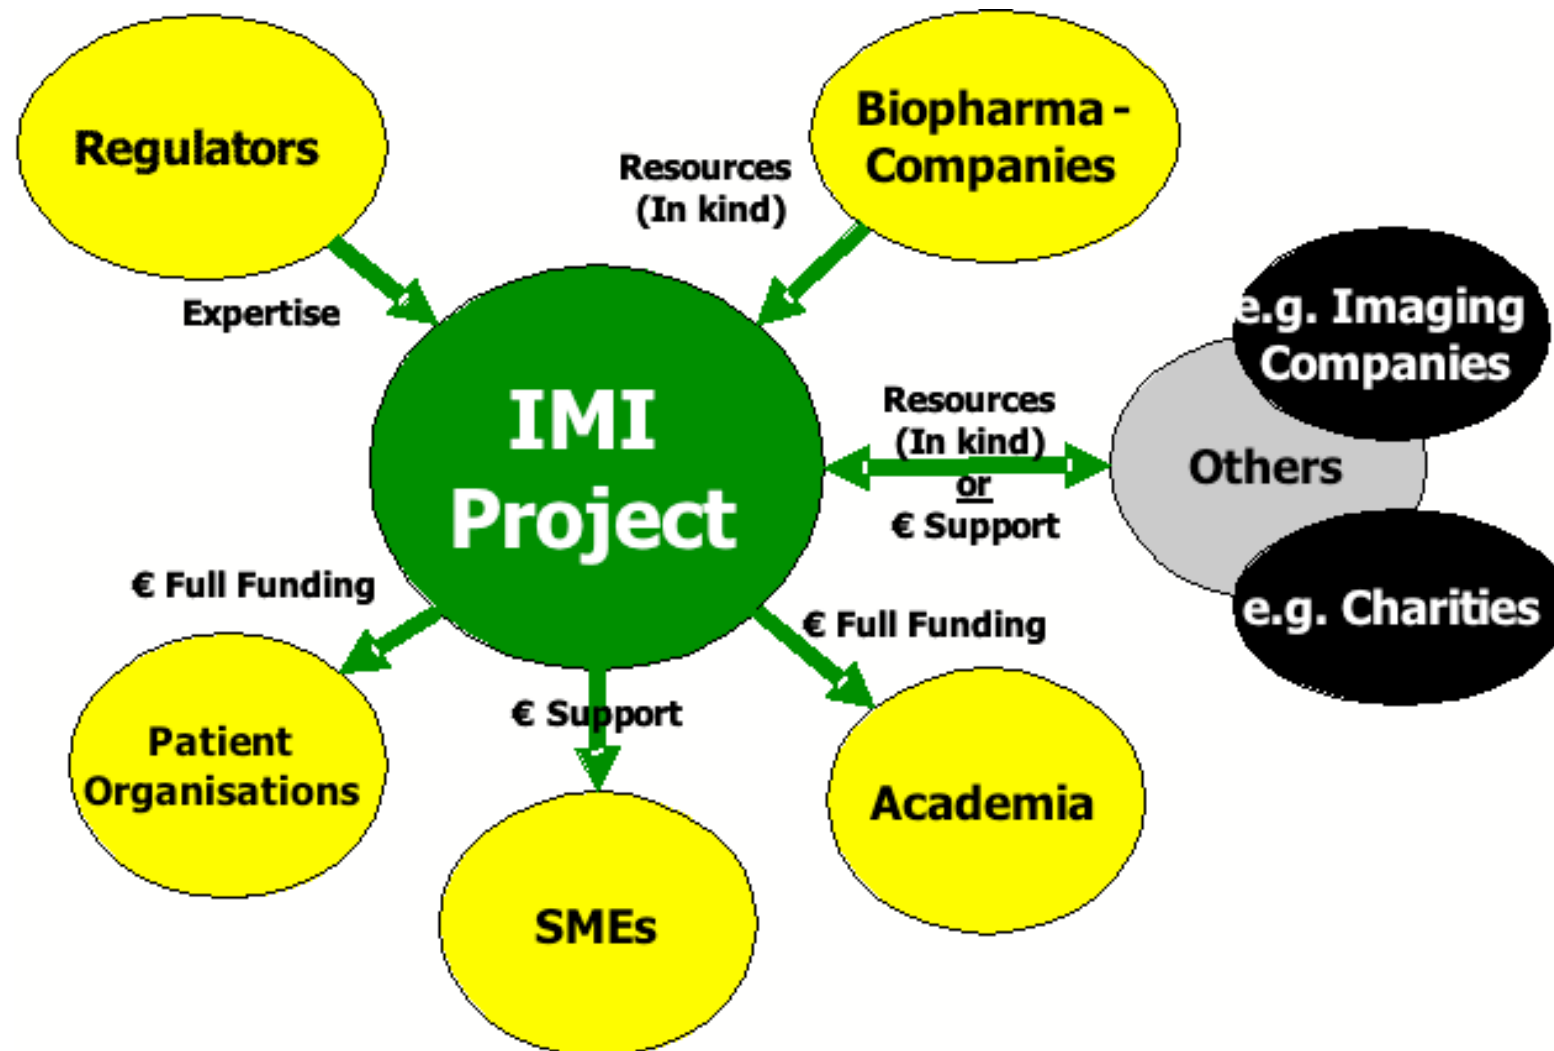 Regulators
Biopharma -
Companies
Resources
(In kind)
Expertise
e.g. Imaging
Companies
IMI
Project
Resources
(In kind)
or
€ Support
Others
e.g. Charities
€ Full Funding
€ Full Funding
€ Support
Patient
Organisations
Academia
SMEs